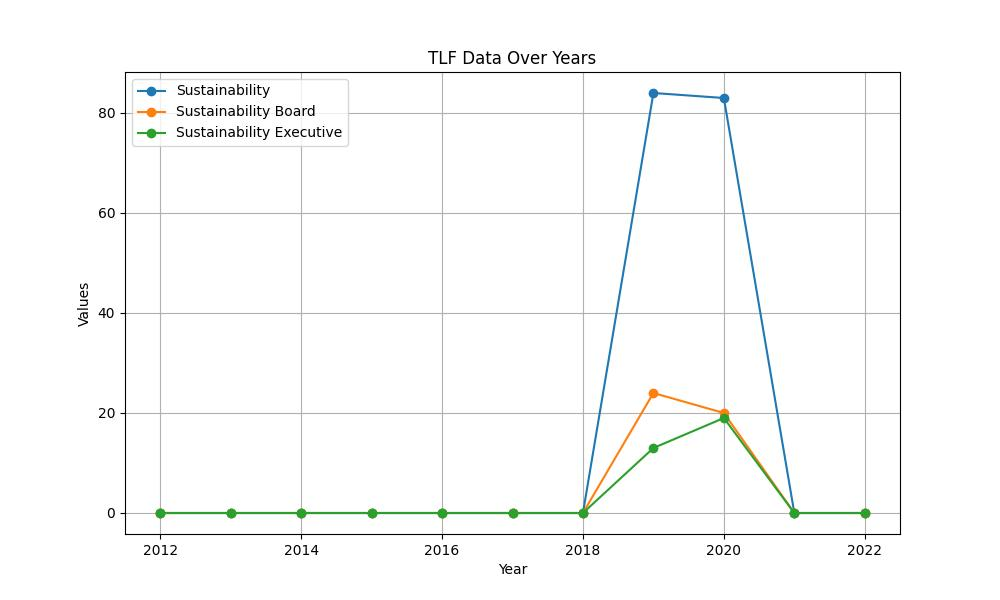 TLF Data Over Years
Sustainability
Sustainability Board
Sustainability Executive
80
60
40
20
0
Values
2012 2014 2016 2018 2020 2022
Year